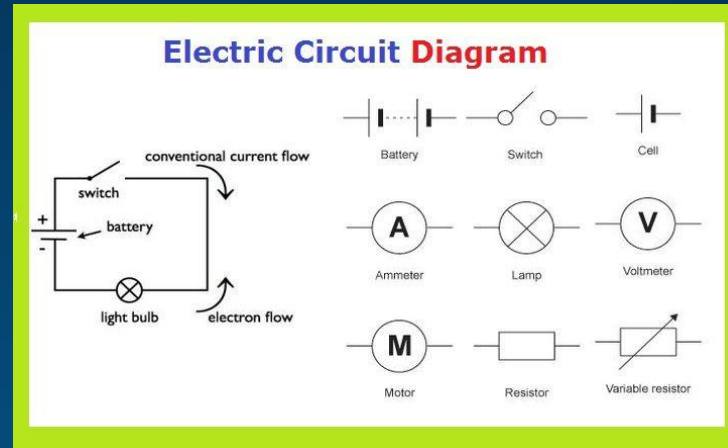 Electric Circuit Diagram
conventional current flow
switch
+
battery
-
light bulb
electron flow
Battery
Switch
Cell
A
Ammeter
Lamp
V
Voltmeter
M
Motor
Resistor
Variable resistor